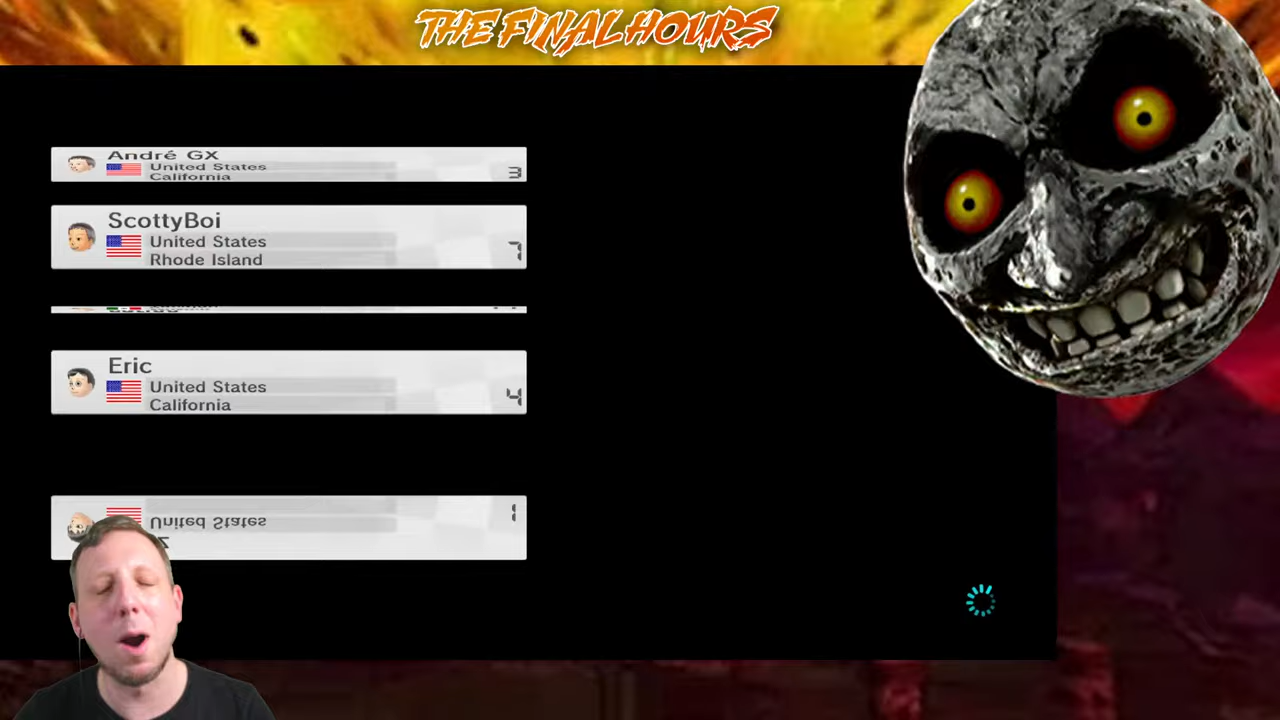 THE FINAL HOURS
André GX
United States
California
3
ScottyBoi
United States
Rhode Island
7
Eric
United States
California
4
United States
1